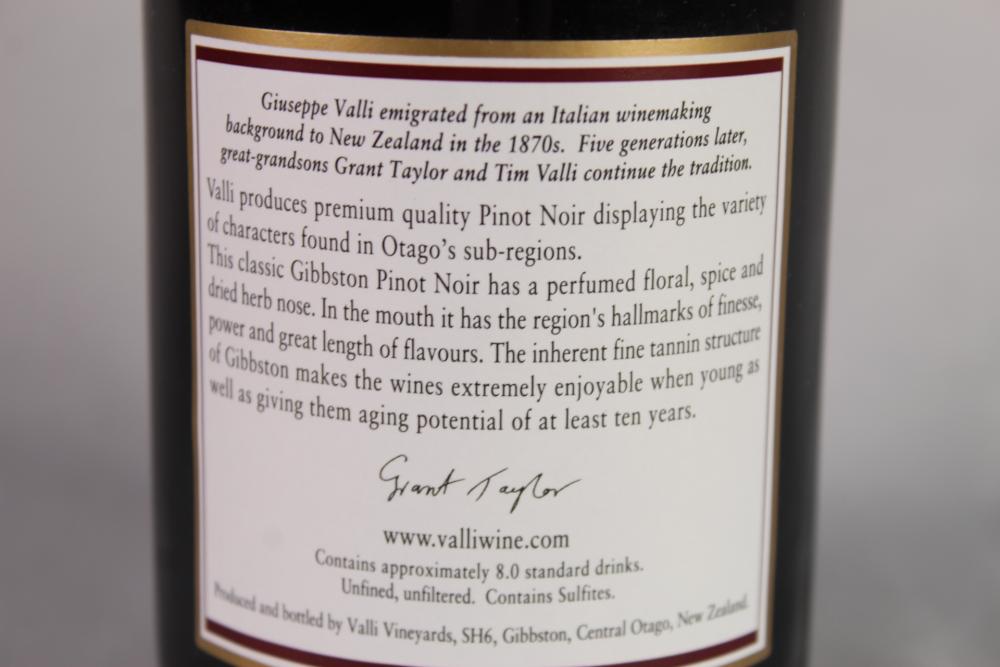 Giuseppe Valli emigrated from an Italian winemaking
background to New Zealand in the 1870s. Five generations later,
great-grandsons Grant Taylor and Tim Valli continue the tradition.
Valli produces premium quality Pinot Noir displaying the variety
of characters found in Otago's sub-regions.
This classic Gibbston Pinot Noir has a perfumed floral, spice and
dried herb nose. In the mouth it has the region's hallmarks of finesse,
power and great length of flavours. The inherent fine tannin structure
of Gibbston makes the wines extremely enjoyable when young as
well as giving them aging potential of at least ten years.
Grant Taylor
www.valliwine.com
Contains approximately 8.0 standard drinks.
Unfined, unfiltered. Contains Sulfites.
Produced and bottled by Valli Vineyards, SH6, Gibbston, Central Otago, New Zealand.